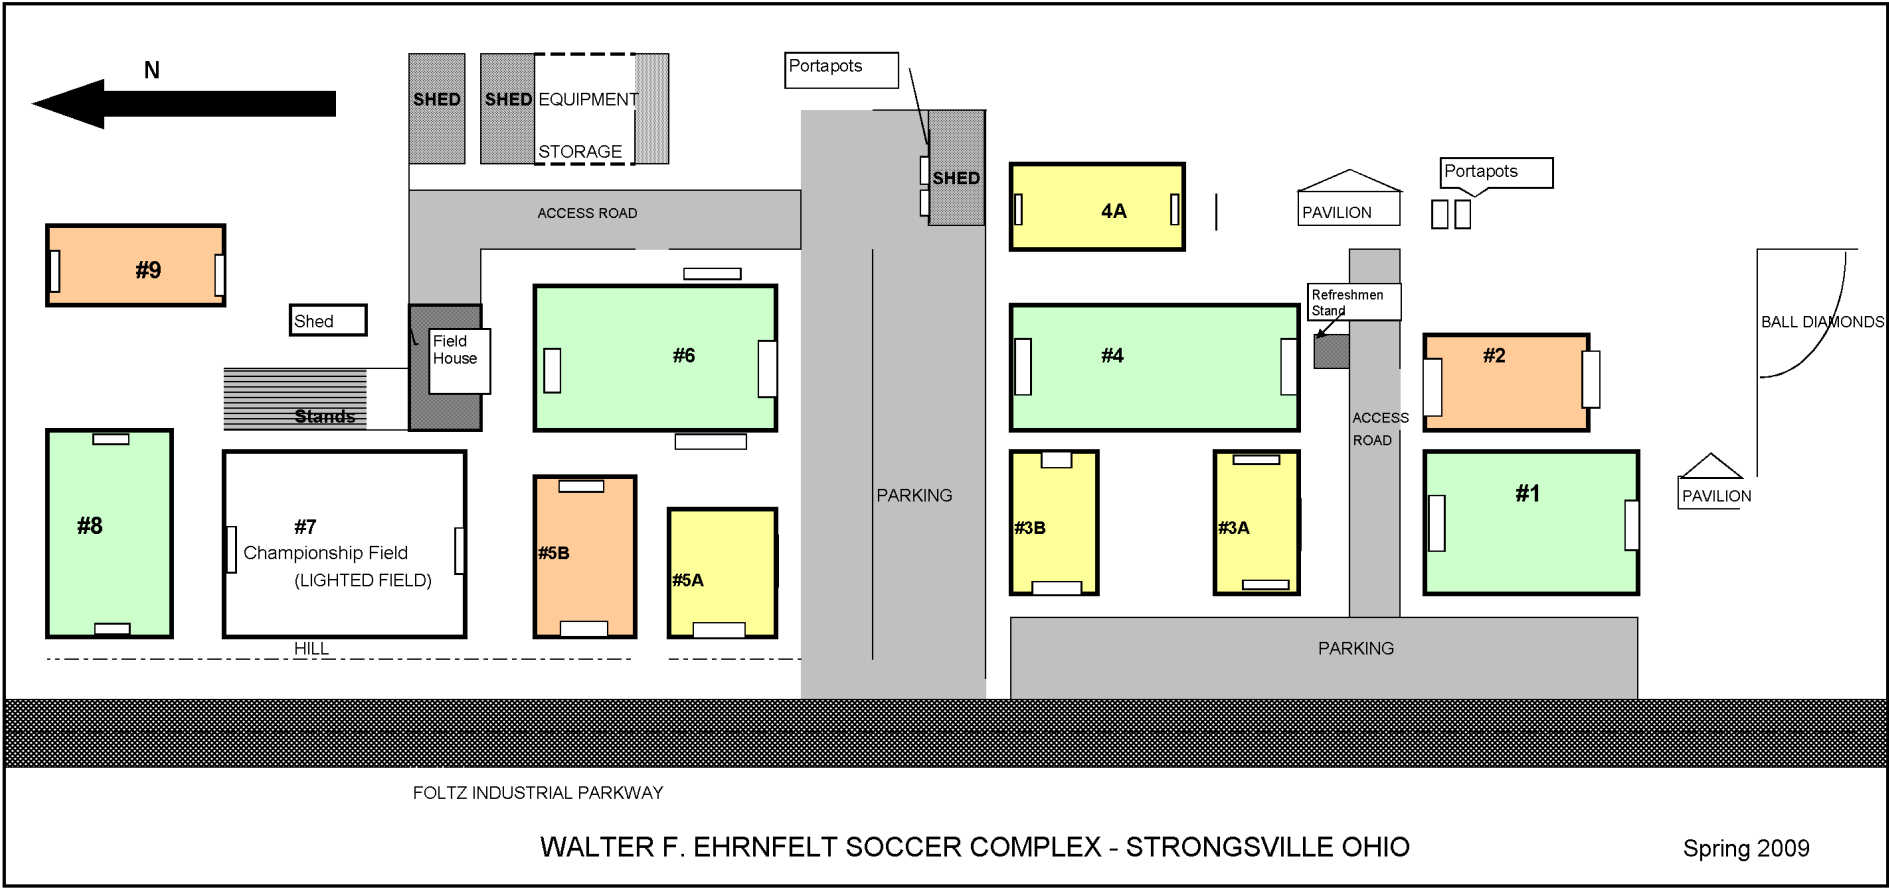 N
Portapots
SHED
SHED
EQUIPMENT
STORAGE
SHED
Portapots
4A
PAVILION
ACCESS ROAD
#9
Shed
Field
House
#6
#4
Refreshmen
Stand
#2
BALL DIAMONDS
Stands
ACCESS
ROAD
#8
#7
Championship Field
(LIGHTED FIELD)
#5B
#5A
PARKING
#3B
#3A
#1
PAVILION
HILL
PARKING
FOLTZ INDUSTRIAL PARKWAY
WALTER F. EHRNFELT SOCCER COMPLEX - STRONGSVILLE OHIO
Spring 2009